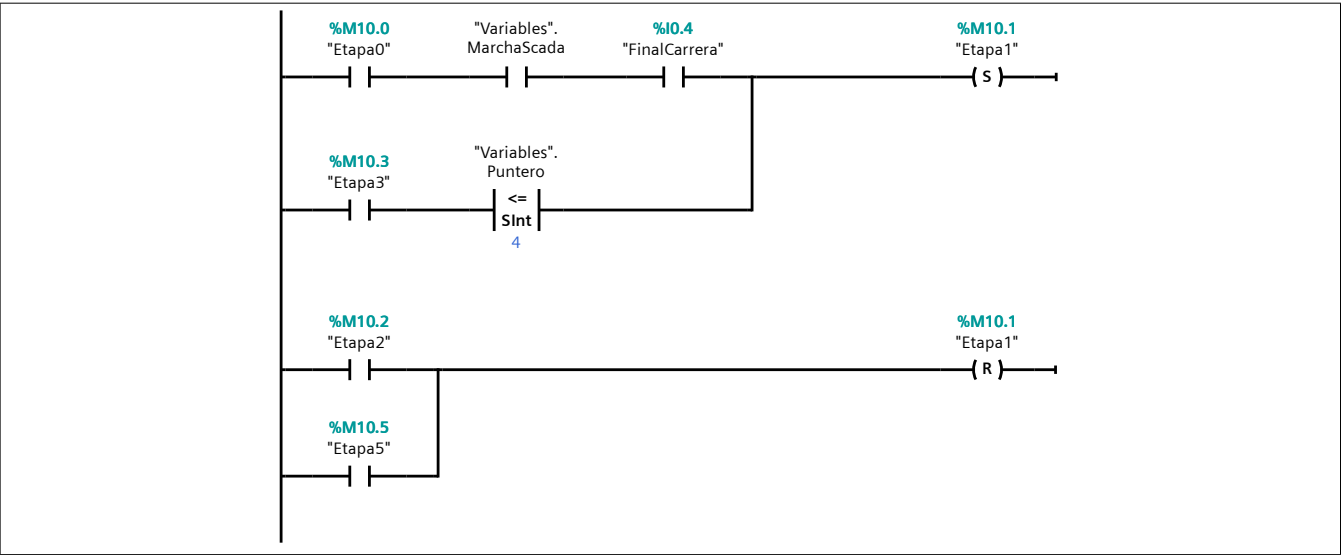 %M10.0
"Etapa0"
"Variables".
MarchaScada
%I0.4
"FinalCarrera"
%M10.1
"Etapa1"
S
%M10.3
"Etapa3"
"Variables".
Puntero
<=
SInt
4
%M10.2
"Etapa2"
%M10.1
"Etapa1"
R
%M10.5
"Etapa5"